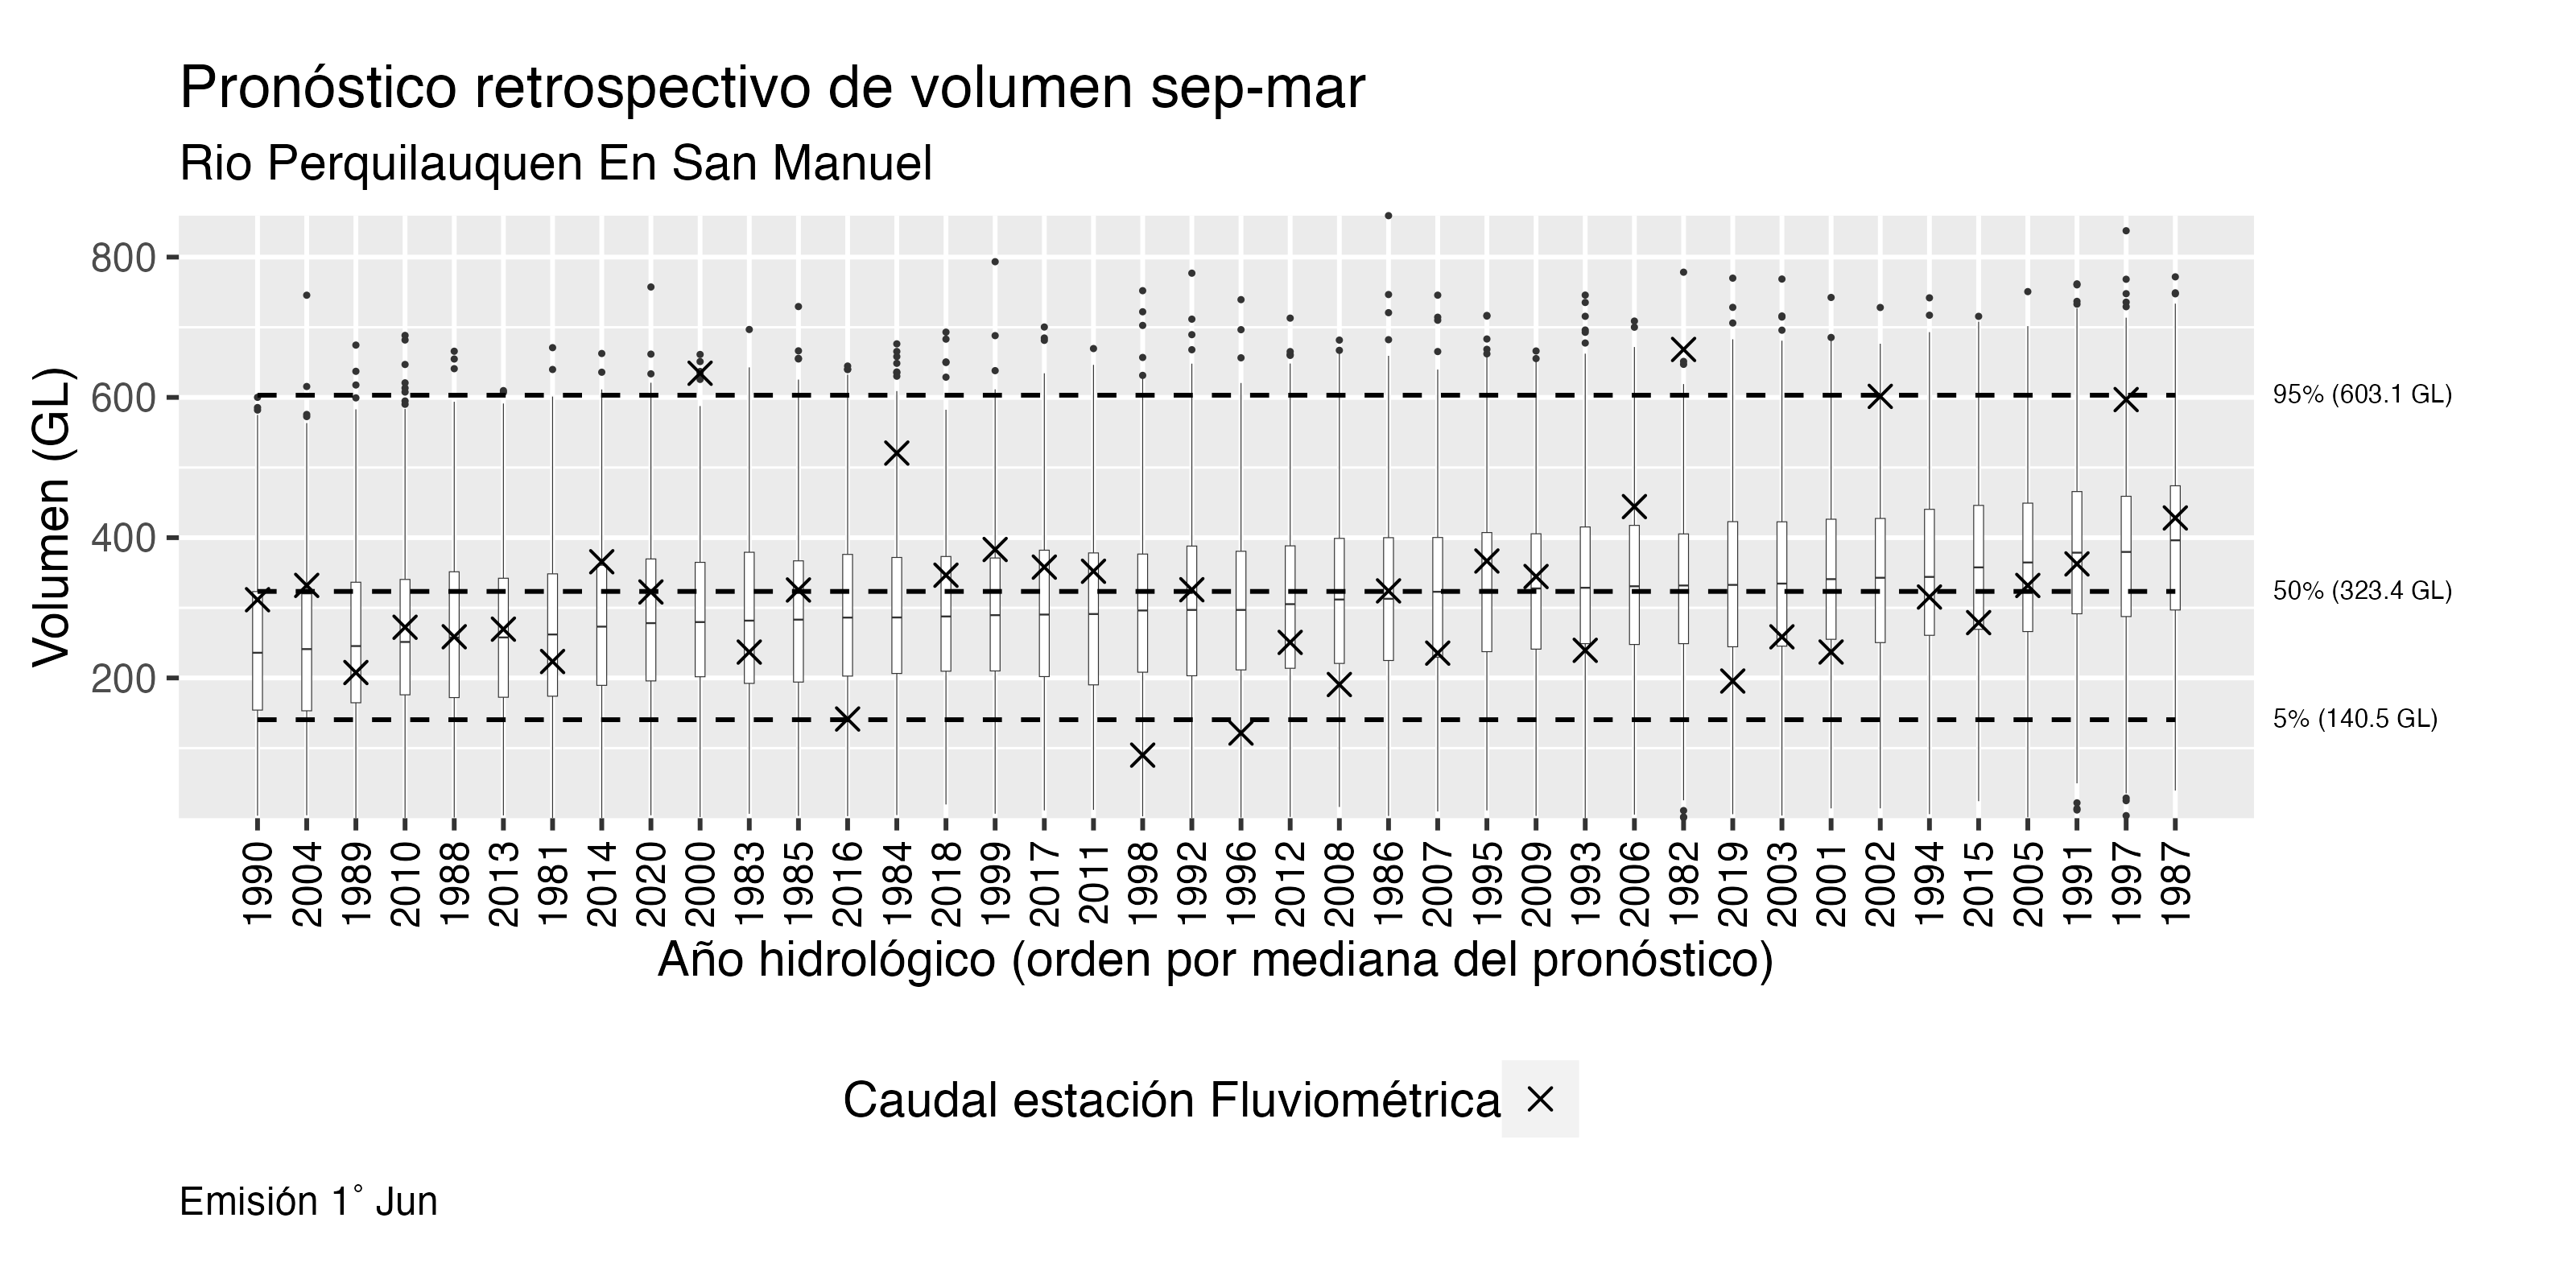 Pronóstico retrospectivo de volumen sep-mar
Rio Perquilauquen En San Manuel
Volumen (GL)
800
600
400
200
95% (603.1 GL)
50% (323.4 GL)
5% (140.5 GL)
1990 2004 1989 2010 1988 2013 1981 2014 2020 2000 1983 1985 2016 1984 2018 1999 2017 2011 1998 1992 1996 2012 2008 1986 2007 1995 2009 1993 2006 1982 2019 2003 2001 2002 1994 2015 2005 1991 1997 1987
Año hidrológico (orden por mediana del pronóstico)
Caudal estación Fluviométrica
Emisión 1° Jun